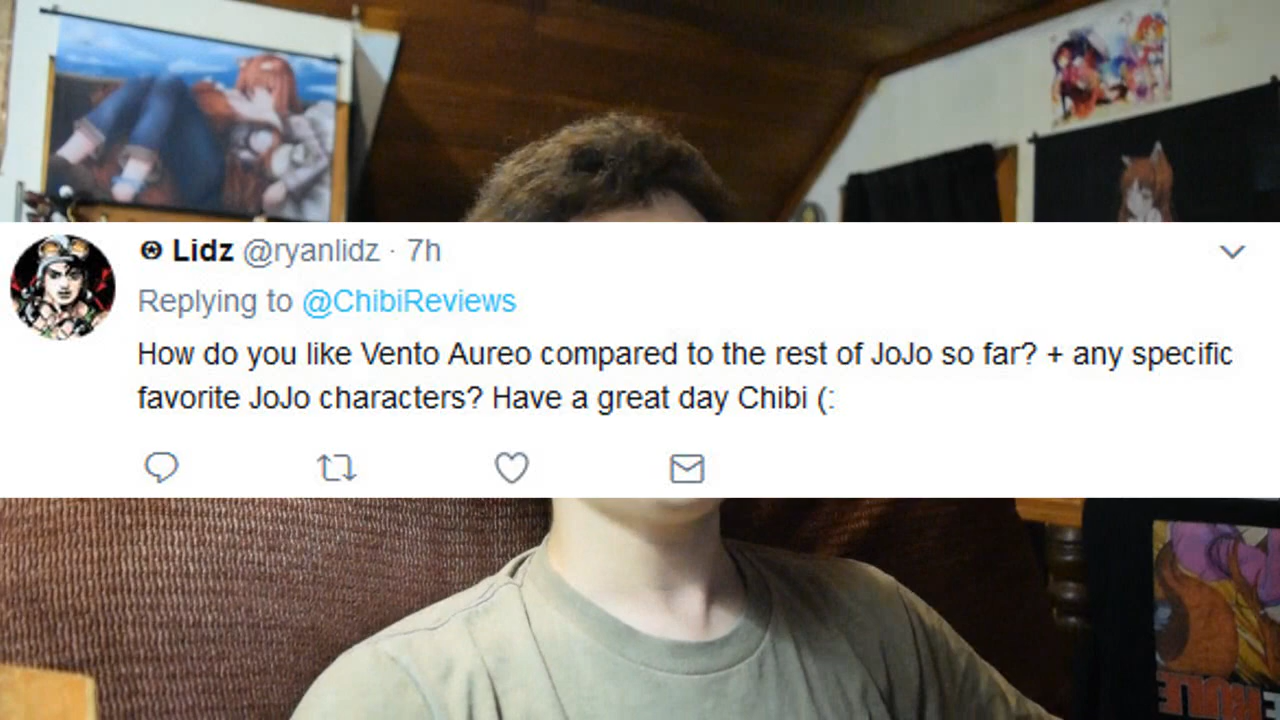 Lidz @ryanlidz · 7h
Replying to @ChibiReviews
How do you like Vento Aureo compared to the rest of JoJo so far? + any specific
favorite JoJo characters? Have a great day Chibi (: